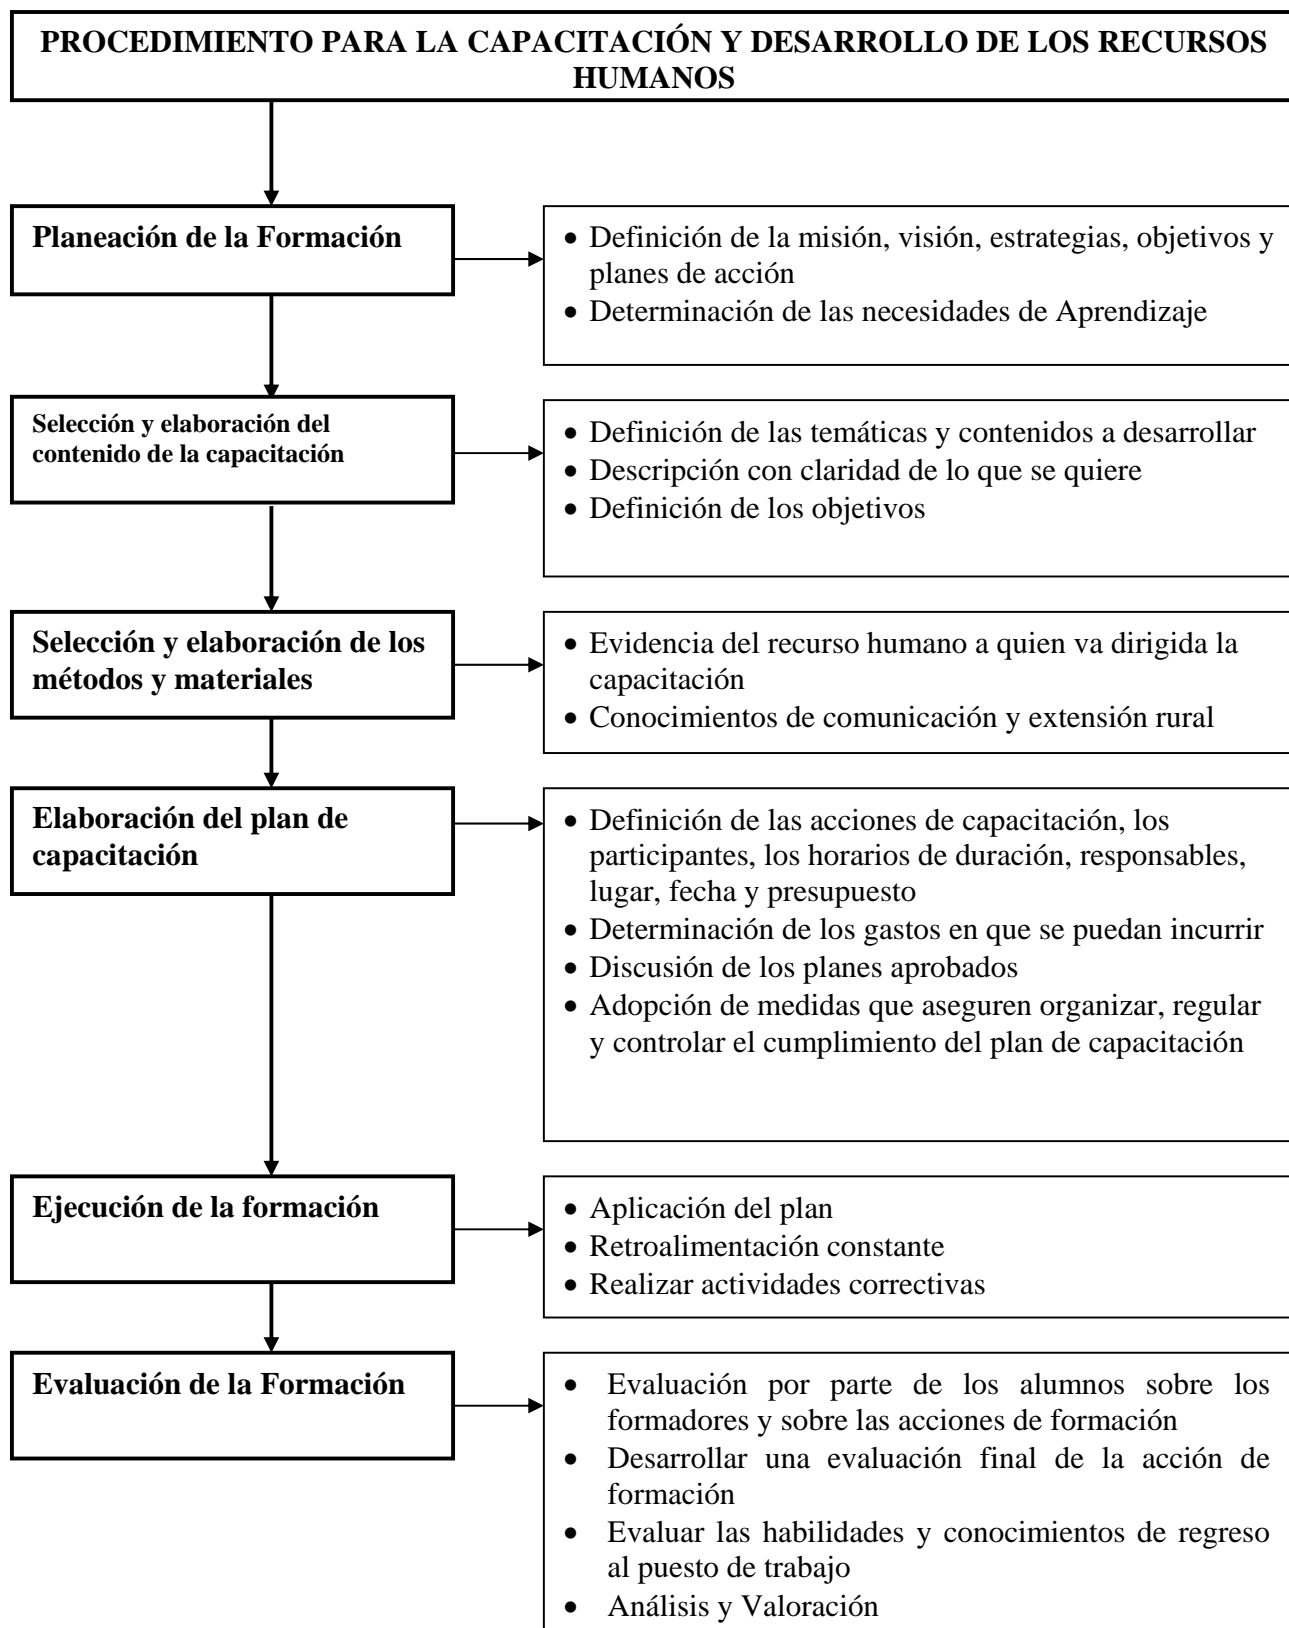 PROCEDIMIENTO PARA LA CAPACITACIÓN Y DESARROLLO DE LOS RECURSOS
HUMANOS
Planeación de la Formación
• Definición de la misión, visión, estrategias, objetivos y
planes de acción
• Determinación de las necesidades de Aprendizaje
Selección y elaboración del
contenido de la capacitación
• Definición de las temáticas y contenidos a desarrollar
• Descripción con claridad de lo que se quiere
• Definición de los objetivos
Selección y elaboración de los
métodos y materiales
• Evidencia del recurso humano a quien va dirigida la
capacitación
• Conocimientos de comunicación y extensión rural
Elaboración del plan de
capacitación
• Definición de las acciones de capacitación, los
participantes, los horarios de duración, responsables,
lugar, fecha y presupuesto
• Determinación de los gastos en que se puedan incurrir
• Discusión de los planes aprobados
• Adopción de medidas que aseguren organizar, regular
y controlar el cumplimiento del plan de capacitación
Ejecución de la formación
• Aplicación del plan
• Retroalimentación constante
• Realizar actividades correctivas
Evaluación de la Formación
• Evaluación por parte de los alumnos sobre los
formadores y sobre las acciones de formación
• Desarrollar una evaluación final de la acción de
formación
• Evaluar las habilidades y conocimientos de regreso
al puesto de trabajo
• Análisis y Valoración